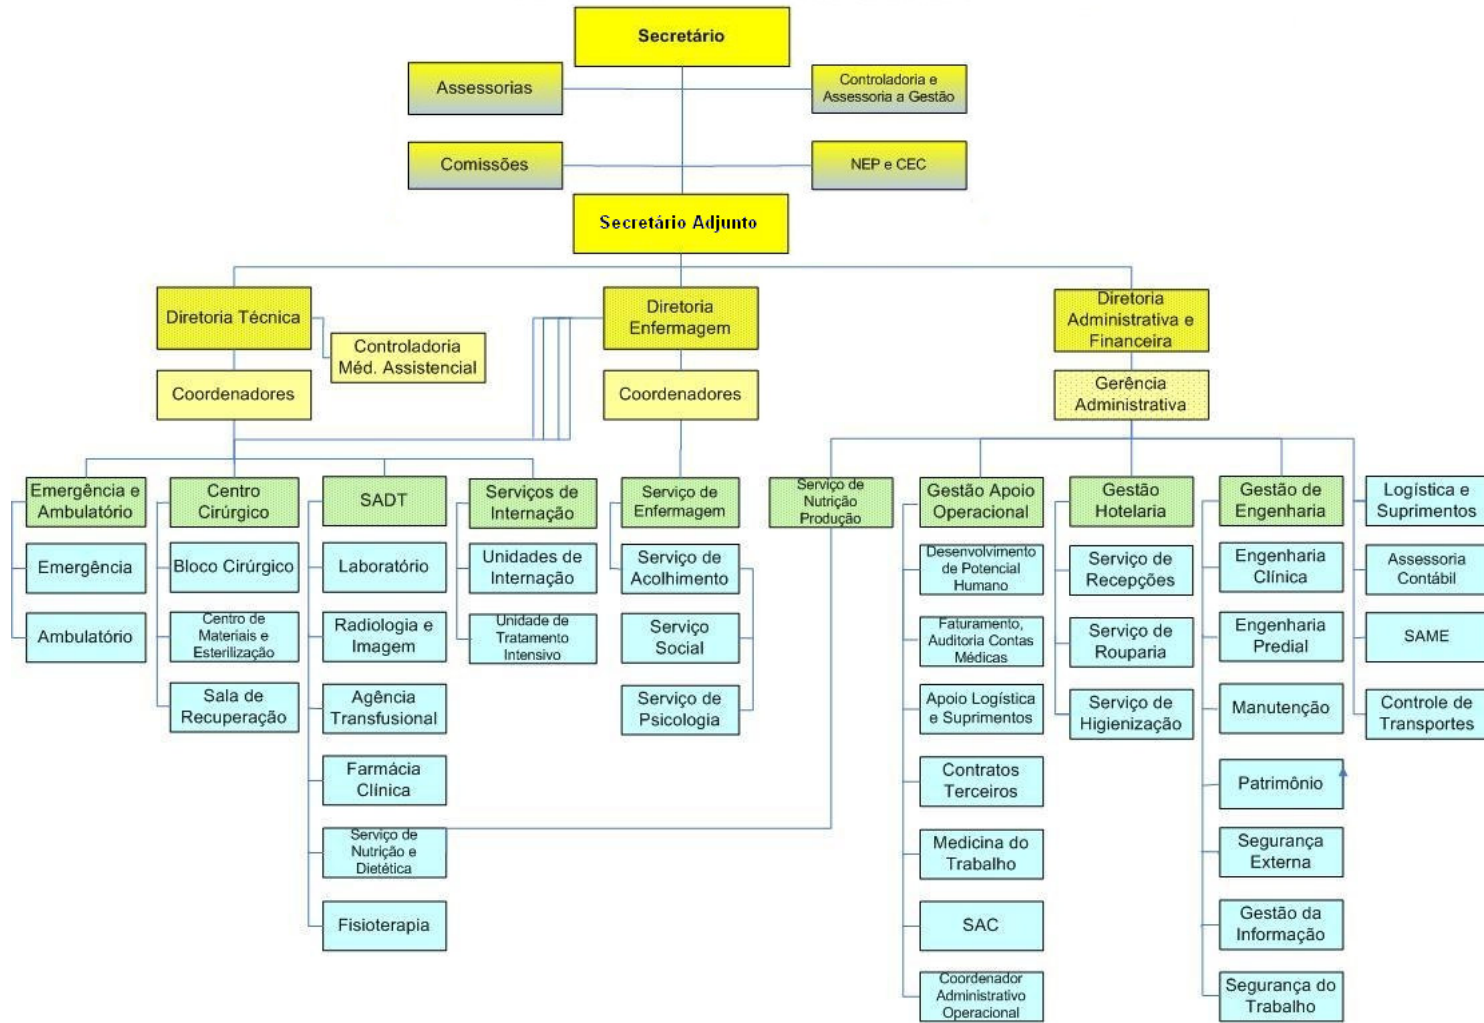 Secretário
Assessorias
Controladoria e
Assessoria a Gestão
Comissões
NEP e CEC
Secretário Adjunto
Diretoria Técnica
Controladoria
Méd. Assistencial
Coordenadores
Diretoria
Enfermagem
Coordenadores
Diretoria
Administrativa e
Financeira
Gerência
Administrativa
Emergência e
Ambulatório
Emergência
Ambulatório
Centro
Cirúrgico
Bloco Cirúrgico
Centro de
Materiais e
Esterilização
Sala de
Recuperação
SADT
Laboratório
Radiologia e
Imagem
Agência
Transfusional
Farmácia
Clínica
Serviço de
Nutrição e
Dietética
Fisioterapia
Serviços de
Internação
Unidades de
Internação
Unidade de
Tratamento
Intensivo
Serviço de
Enfermagem
Serviço de
Acolhimento
Serviço
Social
Serviço de
Psicologia
Serviço de
Nutrição
Produção
Gestão Apoio
Operacional
Desenvolvimento
de Potencial
Humano
Faturamento,
Auditoria Contas
Médicas
Apoio Logística
e Suprimentos
Contratos
Terceiros
Medicina do
Trabalho
SAC
Coordenador
Administrativo
Operacional
Gestão
Hotelaria
Serviço de
Recepções
Serviço de
Rouparia
Serviço de
Higienização
Gestão de
Engenharia
Engenharia
Clínica
Engenharia
Predial
Manutenção
Patrimônio
Segurança
Externa
Gestão da
Informação
Segurança do
Trabalho
Logística e
Suprimentos
Assessoria
Contábil
SAME
Controle de
Transportes